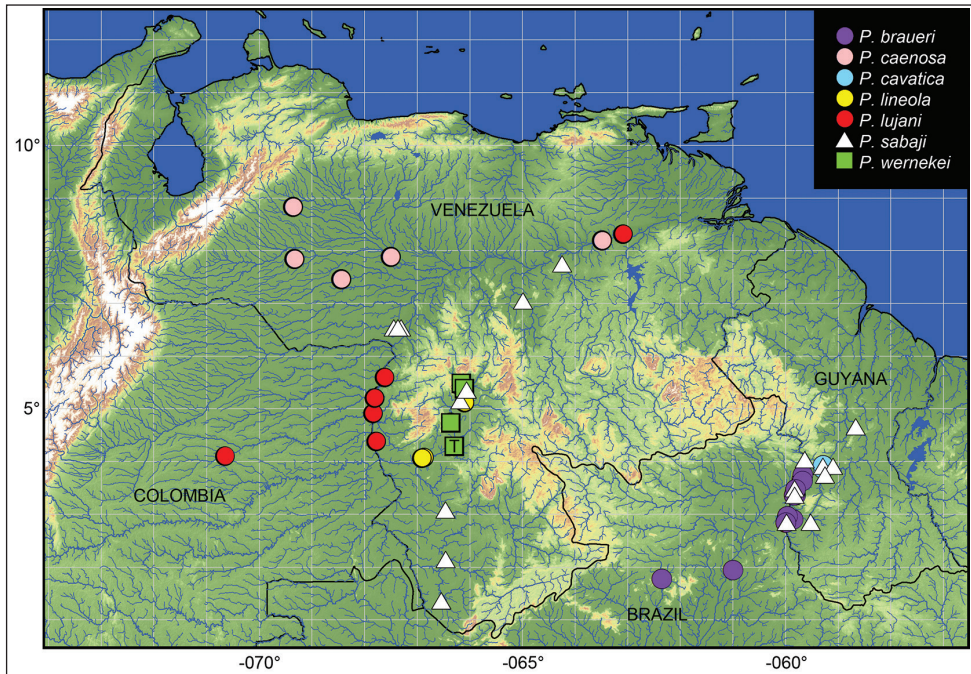 P. braueri
P. caenosa
P. cavatica
P. lineola
P. lujani
P. sabaji
P. wernekei
10°
VENEZUELA
GUYANA
5°
T
COLOMBIA
BRAZIL
-070°
-065°
-060°